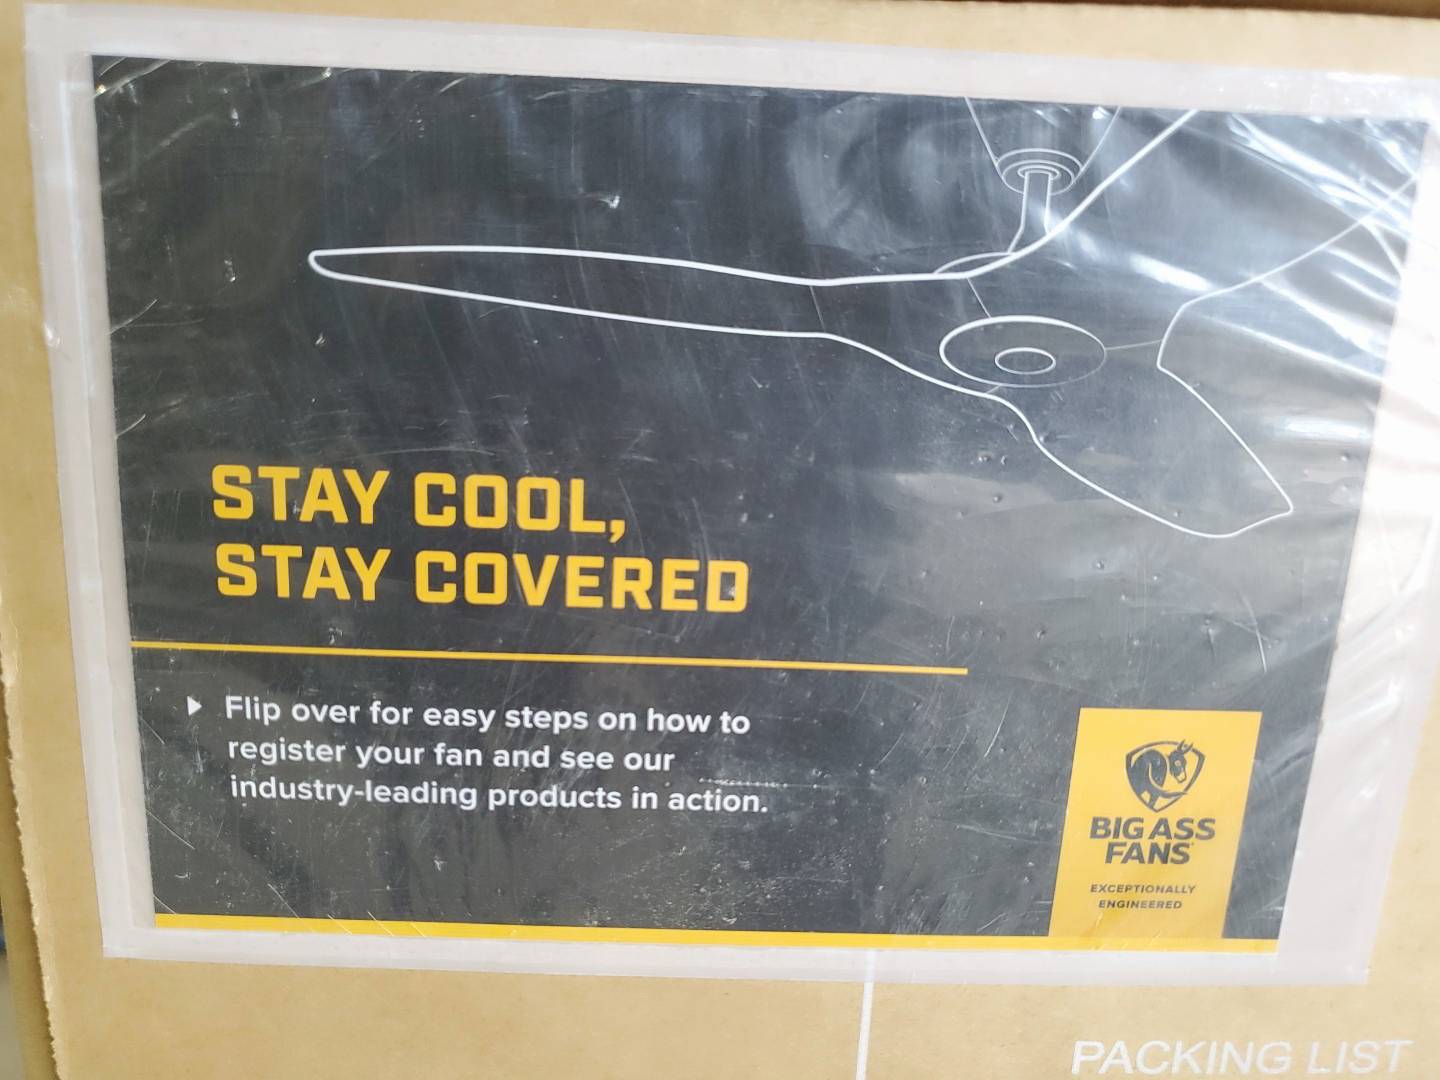 STAY COOL,
STAY COVERED
Flip over for easy steps on how to
register your fan and see our
industry-leading products in action.
BIG ASS
FANS
EXCEPTIONALLY
ENGINEERED
PACKING LIST